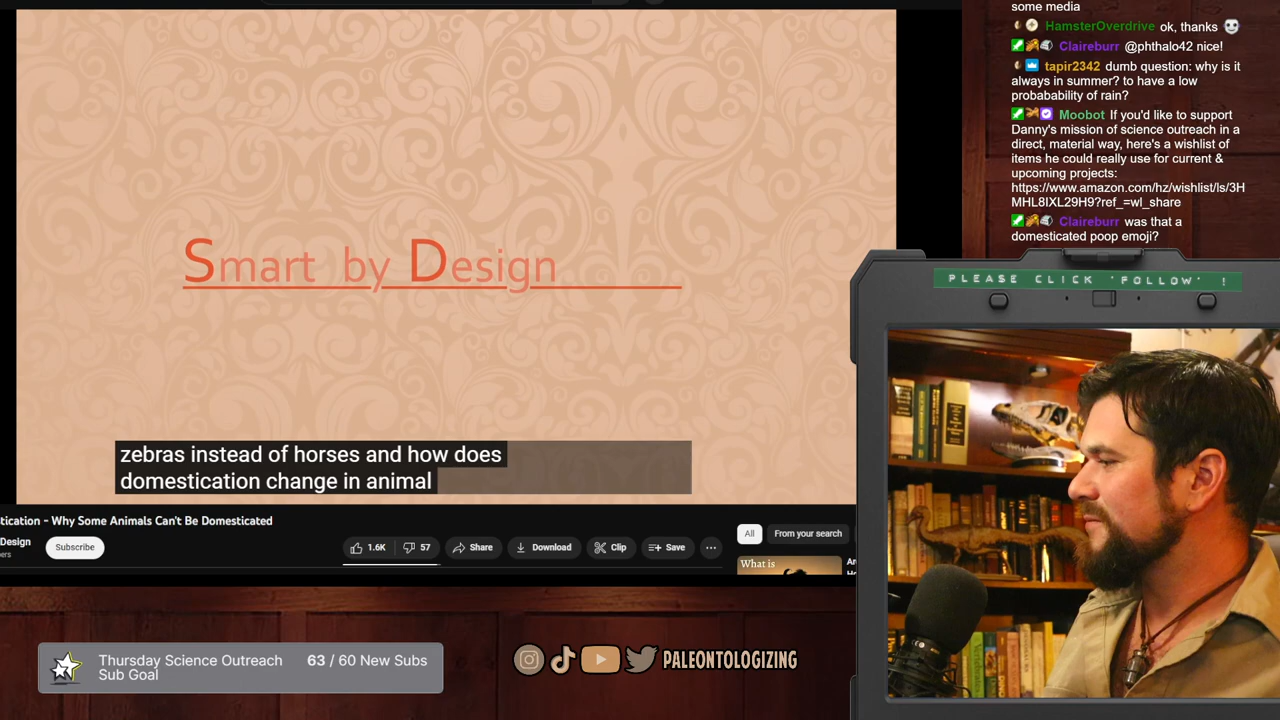 Smart by Design
zebras instead of horses and how does
domestication change in animal
tication - Why Some Animals Can't Be Domesticated
Design
ers
Subscribe
1.6K
57
Share
Download
Clip
Save
All
From your search
What is
Thursday Science Outreach
Sub Goal
63 / 60 New Subs
PALEONTOLOGIZING
some media
HamsterOverdrive ok, thanks
Claireburr @phthalo42 nice!
tapir2342 dumb question: why is it
always in summer? to have a low
probabability of rain?
Moobot If you'd like to support
Danny's mission of science outreach in a
direct, material way, here's a wishlist of
items he could really use for current &
upcoming projects:
https://www.amazon.com/hz/wishlist/ls/3H
MHL8IXL29H9?ref_=wl_share
Claireburr was that a
domesticated poop emoji?
PLEASE CLICK "FOLLOW" !